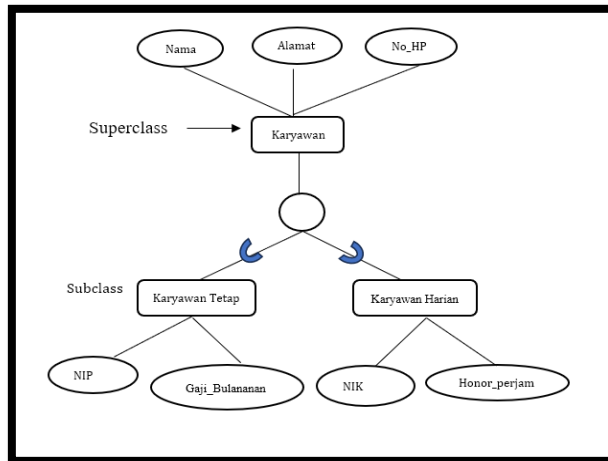 Nama
Alamat
No_HP
Superclass
Karyawan
Subclass
Karyawan Tetap
Karyawan Harian
NIP
Gaji_Bulananan
NIK
Honor_perjam